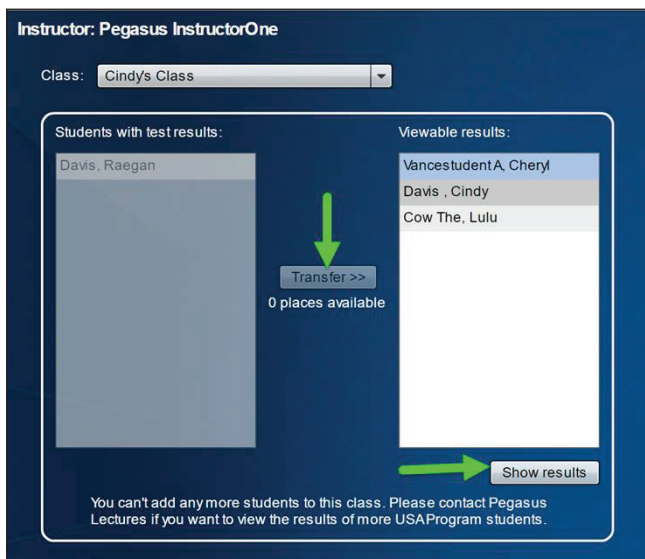 Instructor: Pegasus InstructorOne
Class: Cindy's Class
Students with test results:
Viewable results:
Davis, Raegan
Vancestudent A, Cheryl
Davis , Cindy
Cow The, Lulu
Transfer >>
0 places available
Show results
You can't add any more students to this class. Please contact Pegasus
Lectures if you want to view the results of more USAProgram students.